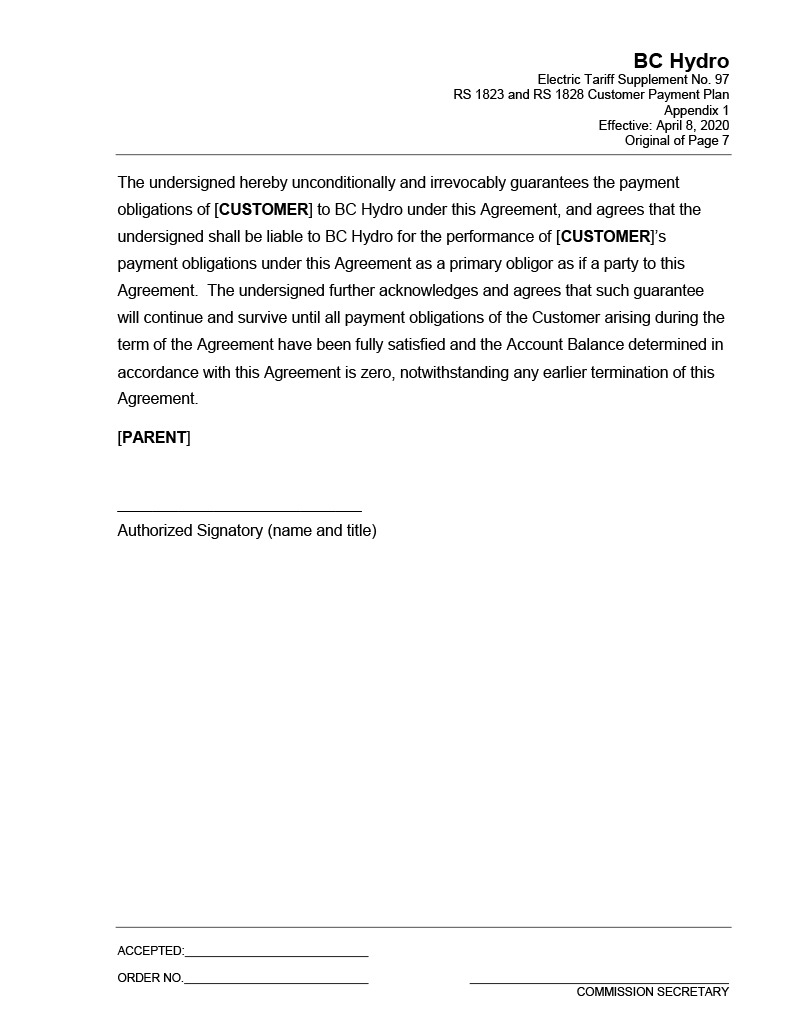 BC Hydro
Electric Tariff Supplement No. 97
RS 1823 and RS 1828 Customer Payment Plan
Appendix 1
Effective: April 8, 2020
Original of Page 7
The undersigned hereby unconditionally and irrevocably guarantees the payment
obligations of [CUSTOMER] to BC Hydro under this Agreement, and agrees that the
undersigned shall be liable to BC Hydro for the performance of [CUSTOMER]’s
payment obligations under this Agreement as a primary obligor as if a party to this
Agreement.  The undersigned further acknowledges and agrees that such guarantee
will continue and survive until all payment obligations of the Customer arising during the
term of the Agreement have been fully satisfied and the Account Balance determined in
accordance with this Agreement is zero, notwithstanding any earlier termination of this
Agreement.
[PARENT]
Authorized Signatory (name and title)
ACCEPTED:
ORDER NO.
COMMISSION SECRETARY